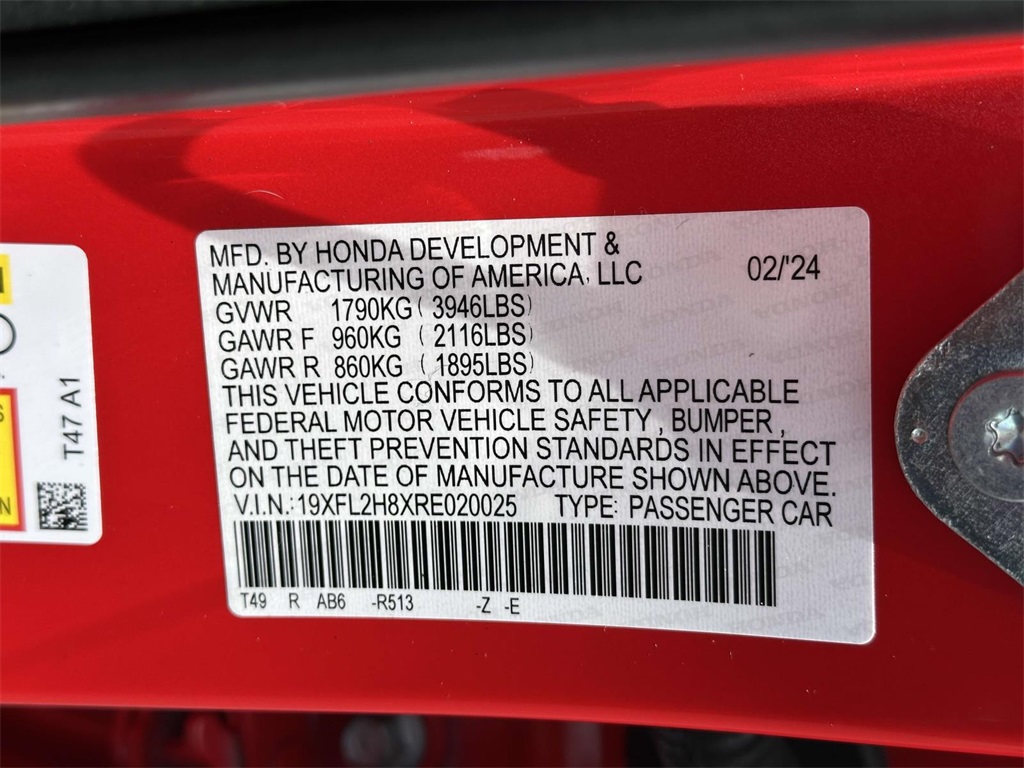 MFD. BY HONDA DEVELOPMENT &
MANUFACTURING OF AMERICA, LLC 02/'24
GVWR 1790KG ( 3946LBS )
GAWR F 960KG ( 2116LBS )
GAWR R 860KG ( 1895LBS )
THIS VEHICLE CONFORMS TO ALL APPLICABLE
FEDERAL MOTOR VEHICLE SAFETY , BUMPER ,
AND THEFT PREVENTION STANDARDS IN EFFECT
ON THE DATE OF MANUFACTURE SHOWN ABOVE.
V.I.N.: 19XFL2H8XRE020025 TYPE: PASSENGER CAR
T49 R AB6 -R513 -Z -E
T47 A1